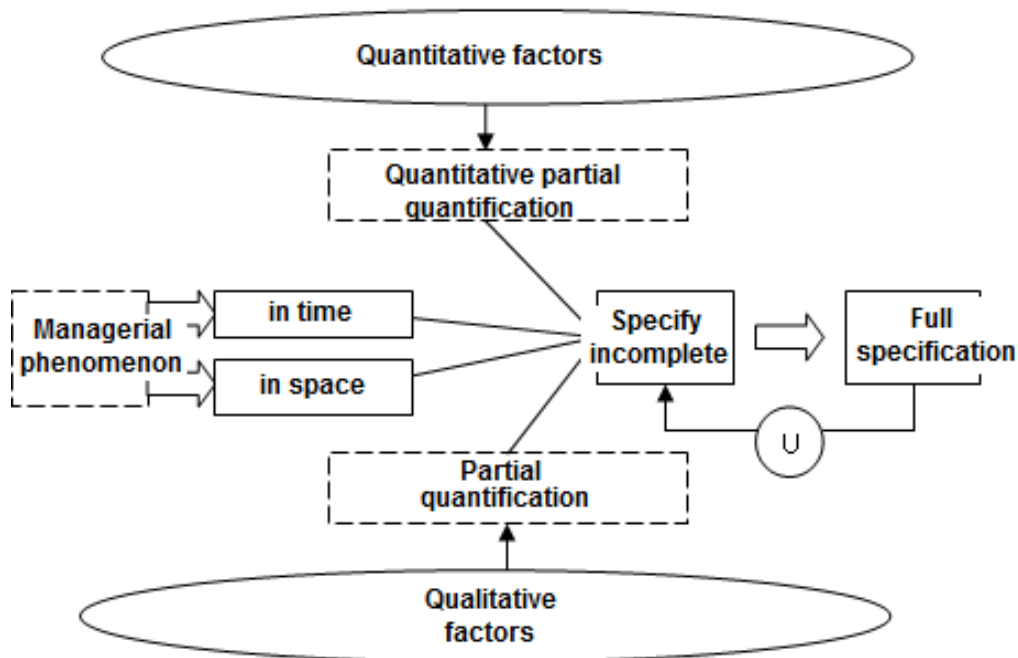 Quantitative factors
Quantitative partial
quantification
in time
Managerial
phenomenon
in space
Specify
incomplete
Full
specification
U
Partial
quantification
Qualitative
factors